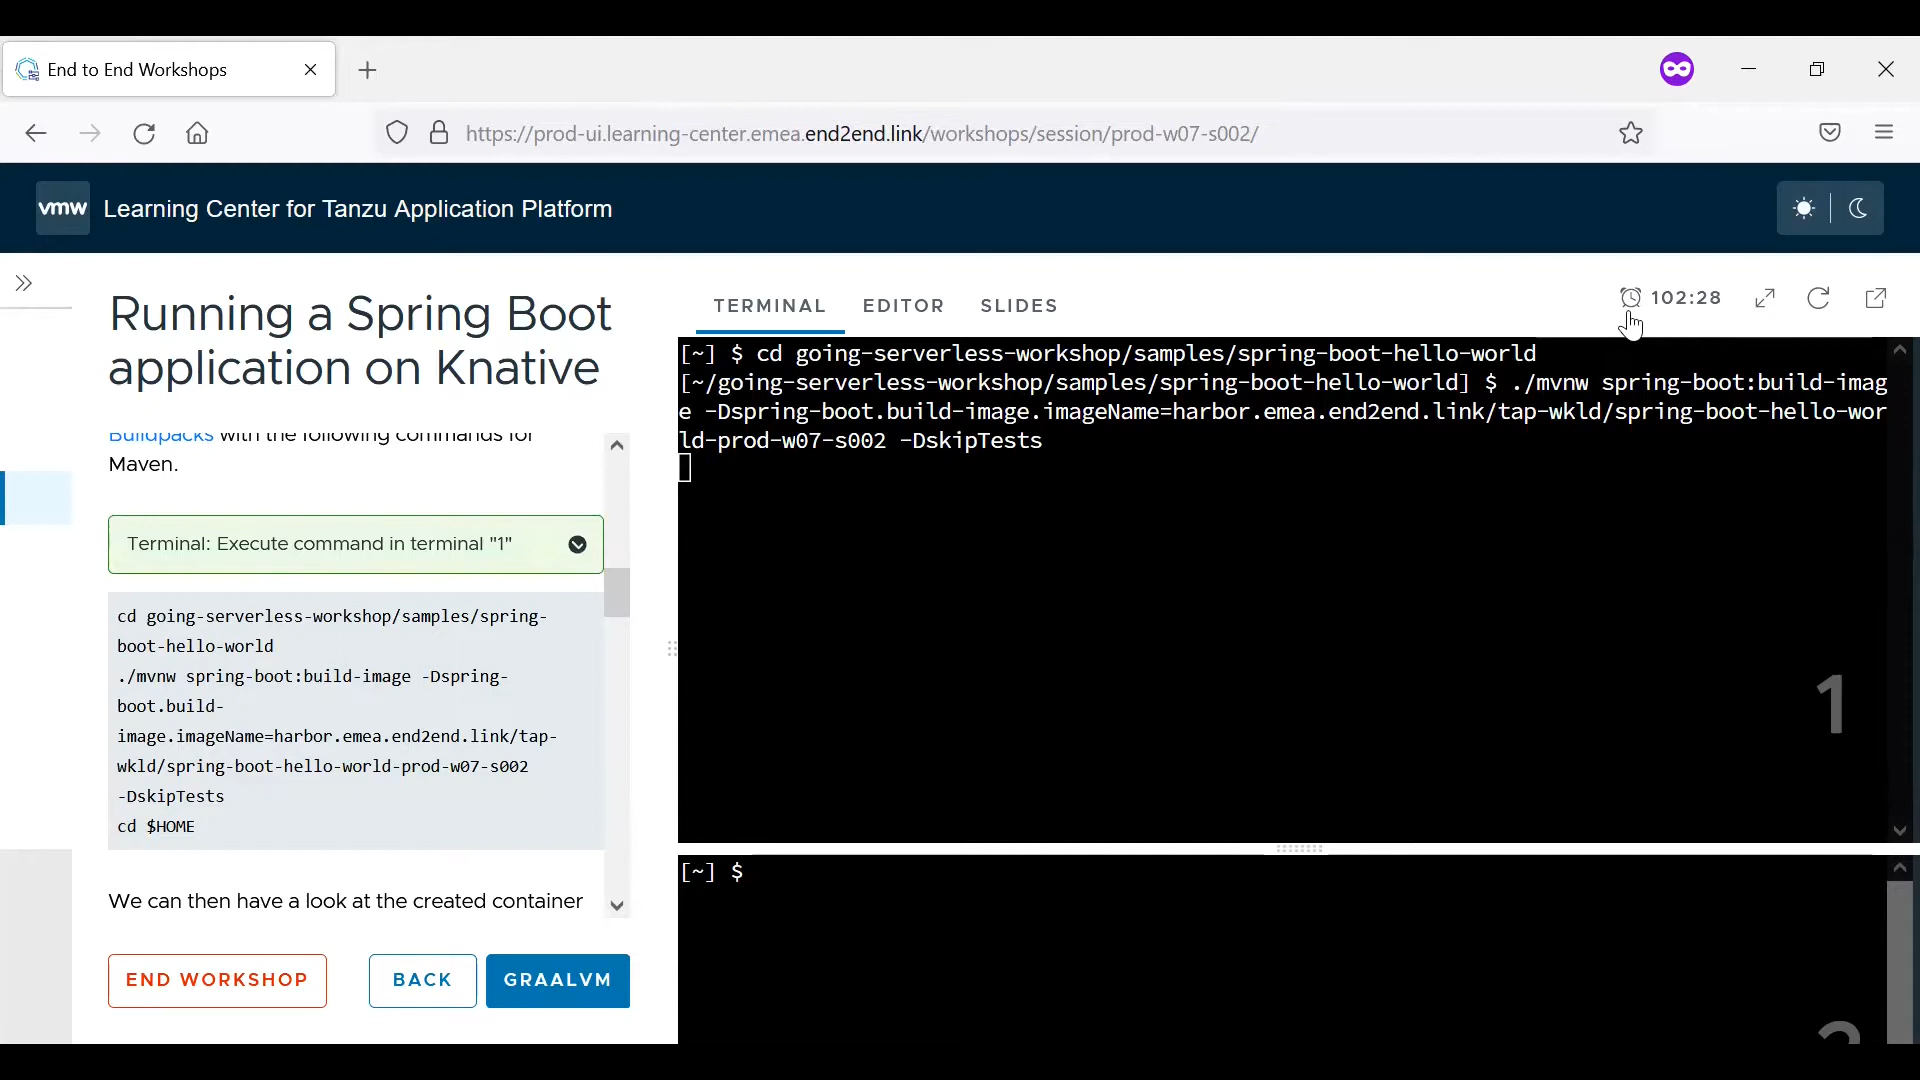 End to End Workshops
https://prod-ui.learning-center.emea.end2end.link/workshops/session/prod-w07-s002/
vmw
Learning Center for Tanzu Application Platform
Running a Spring Boot
application on Knative
Buildpacks with the following commands for
Maven.
Terminal: Execute command in terminal "1"
cd going-serverless-workshop/samples/spring-
boot-hello-world
./mvnw spring-boot:build-image -Dspring-
boot.build-
image.imageName=harbor.emea.end2end.link/tap-
wkld/spring-boot-hello-world-prod-w07-s002
-DskipTests
cd $HOME
We can then have a look at the created container
END WORKSHOP
BACK
GRAALVM
TERMINAL
EDITOR
SLIDES
102:28
[~] $ cd going-serverless-workshop/samples/spring-boot-hello-world
[~/going-serverless-workshop/samples/spring-boot-hello-world] $ ./mvnw spring-boot:build-imag
e -Dspring-boot.build-image.imageName=harbor.emea.end2end.link/tap-wkld/spring-boot-hello-wor
ld-prod-w07-s002 -DskipTests
1
[~] $
2